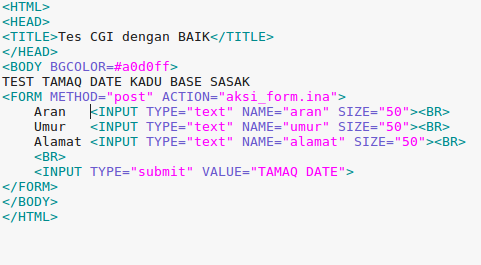 <HTML>
<HEAD>
<TITLE>Tes CGI dengan BAIK</TITLE>
</HEAD>
<BODY BGCOLOR=#a0d0ff>
TEST TAMAQ DATE KADU BASE SASAK
<FORM METHOD="post" ACTION="aksi_form.ina">
    Aran   <INPUT TYPE="text" NAME="aran" SIZE="50"><BR>
    Umur   <INPUT TYPE="text" NAME="umur" SIZE="50"><BR>
    Alamat <INPUT TYPE="text" NAME="alamat" SIZE="50"><BR>
    <BR>
    <INPUT TYPE="submit" VALUE="TAMAQ DATE">
</FORM>
</BODY>
</HTML>